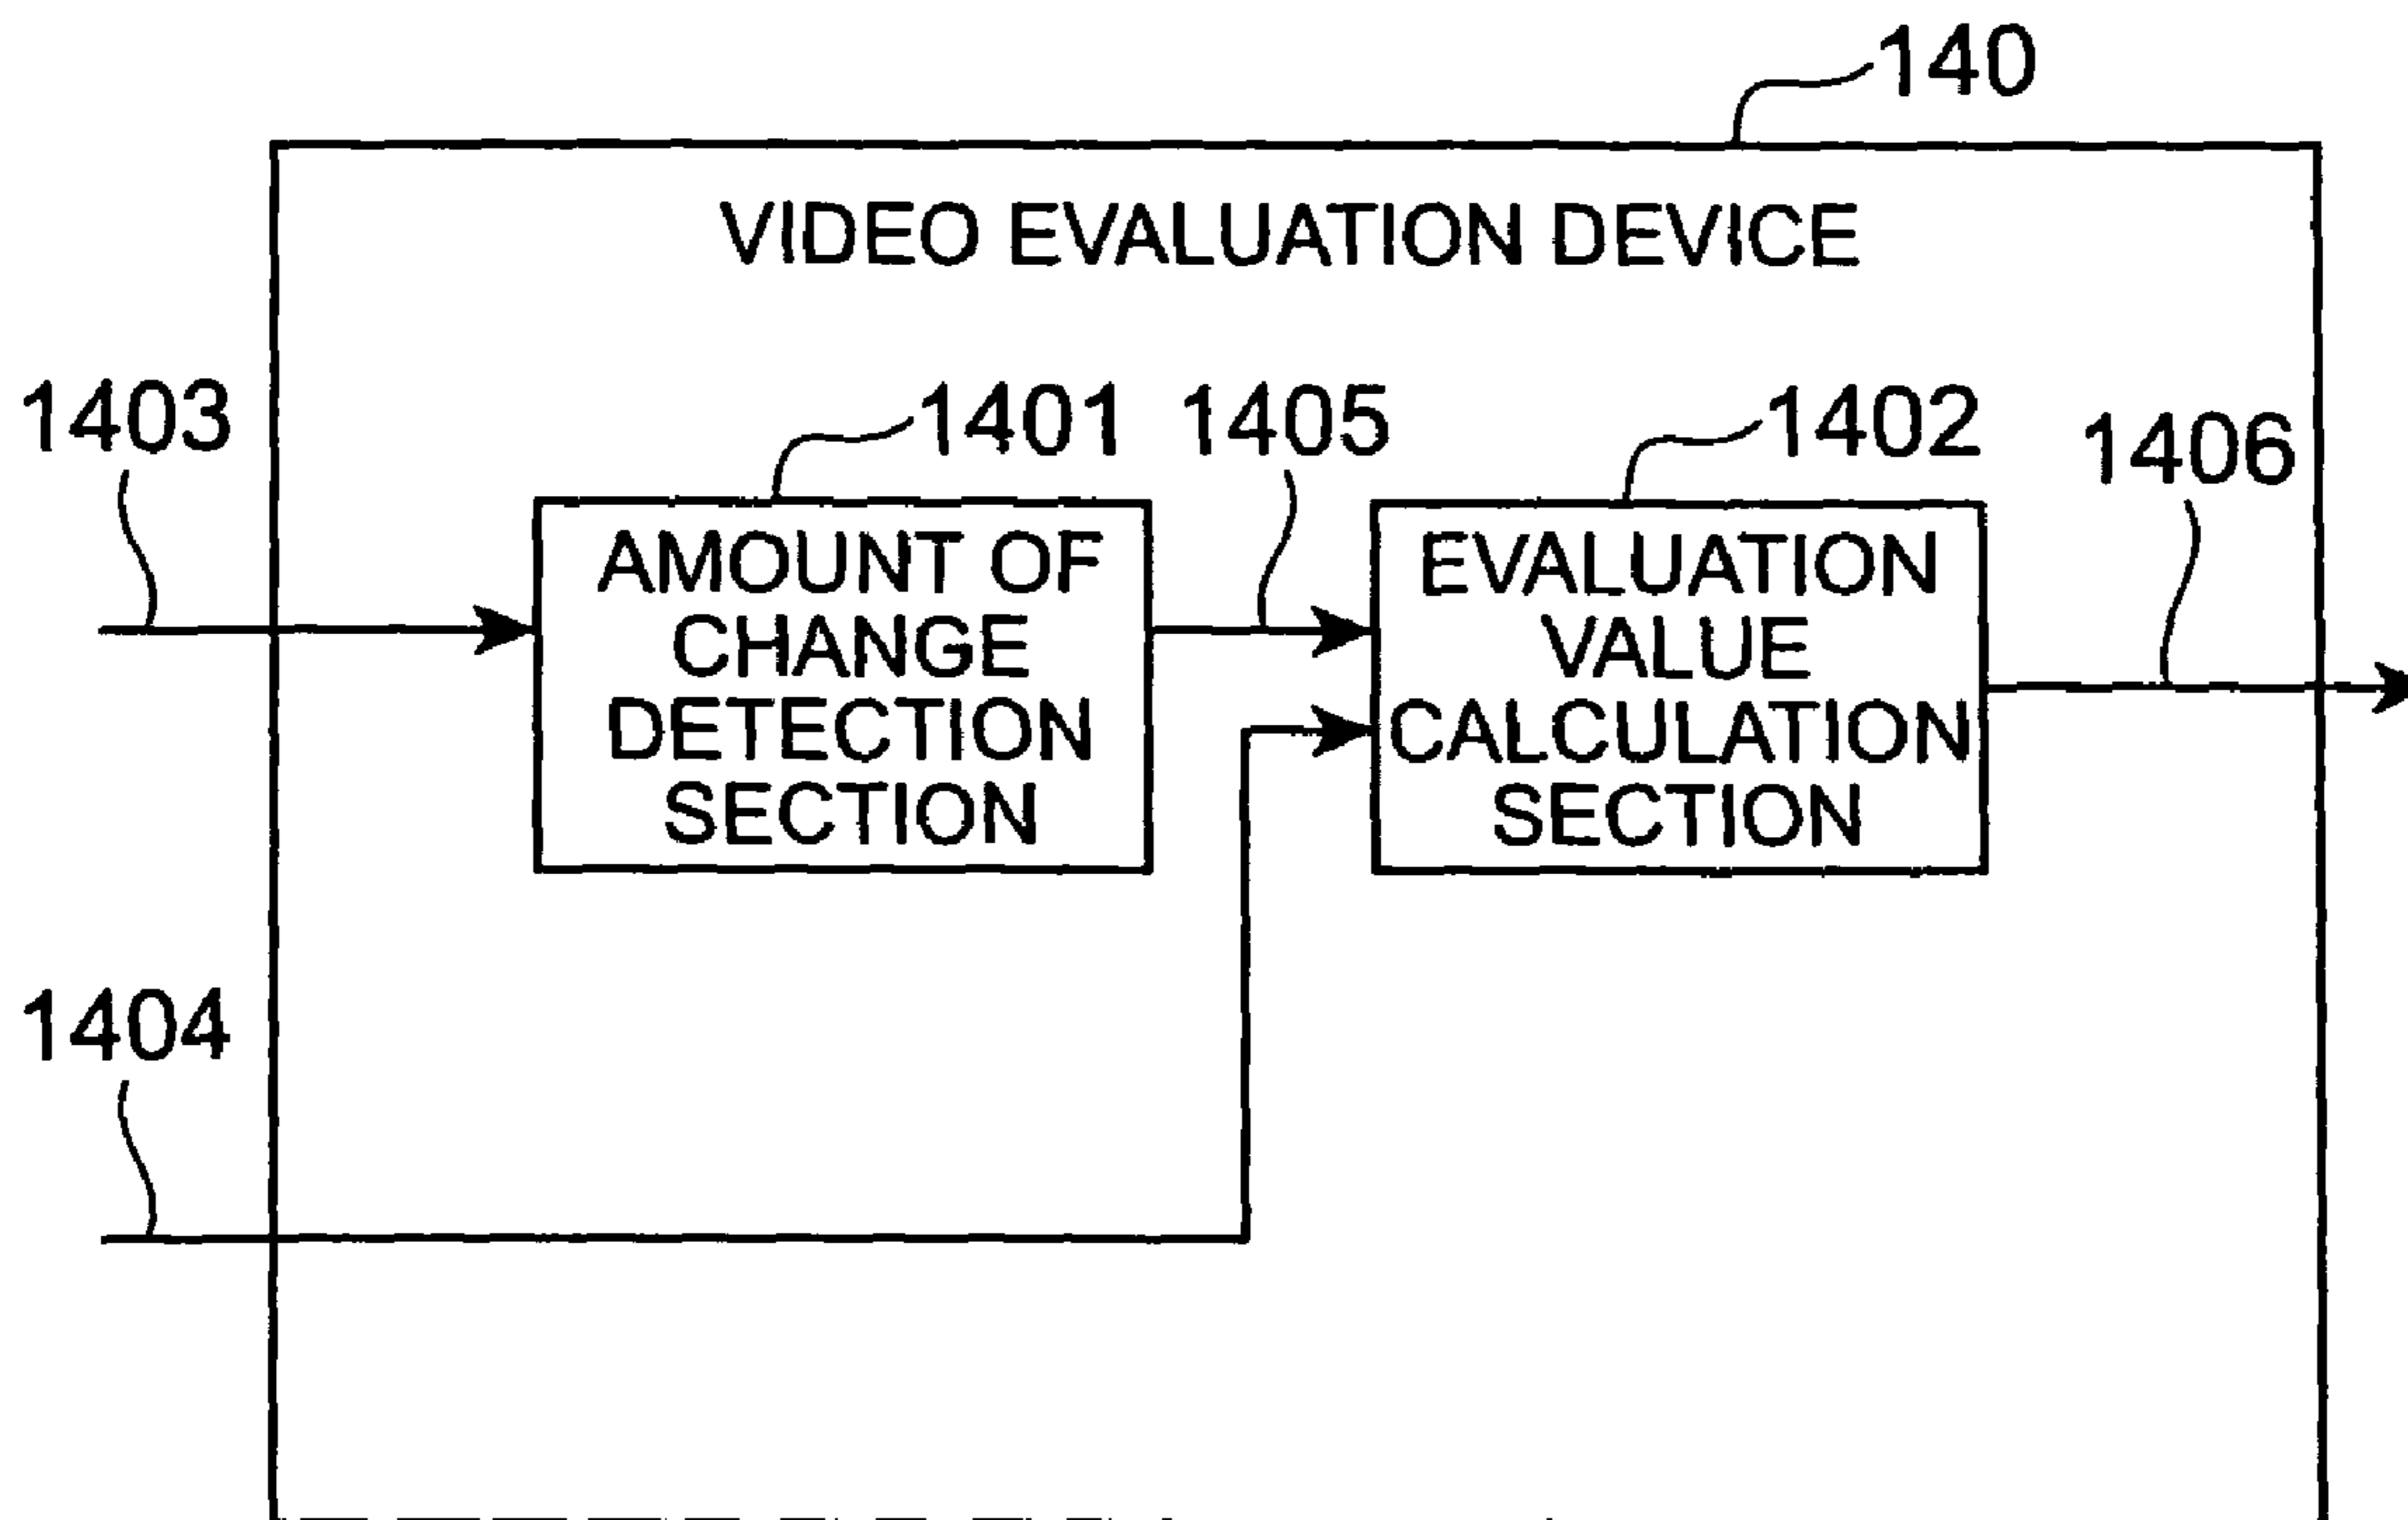 140
VIDEO EVALUATION DEVICE
1403
1401
1405
1402
1406
AMOUNT OF
CHANGE
DETECTION
SECTION
EVALUATION
VALUE
CALCULATION
SECTION
1404